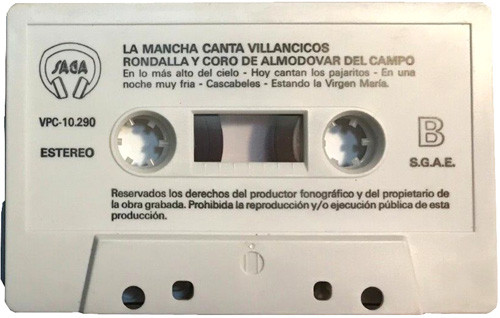 SAGA
LA MANCHA CANTA VILLANCICOS
RONDALLA Y CORO DE ALMODOVAR DEL CAMPO
En lo más alto del cielo - Hoy cantan los pajaritos - En una
noche muy fria - Cascabeles - Estando la Virgen María.
VPC-10.290
ESTEREO
B
S.G.A.E.
Reservados los derechos del productor fonográfico y del propietario de
la obra grabada. Prohibida la reproducción y/o ejecución pública de esta
producción.